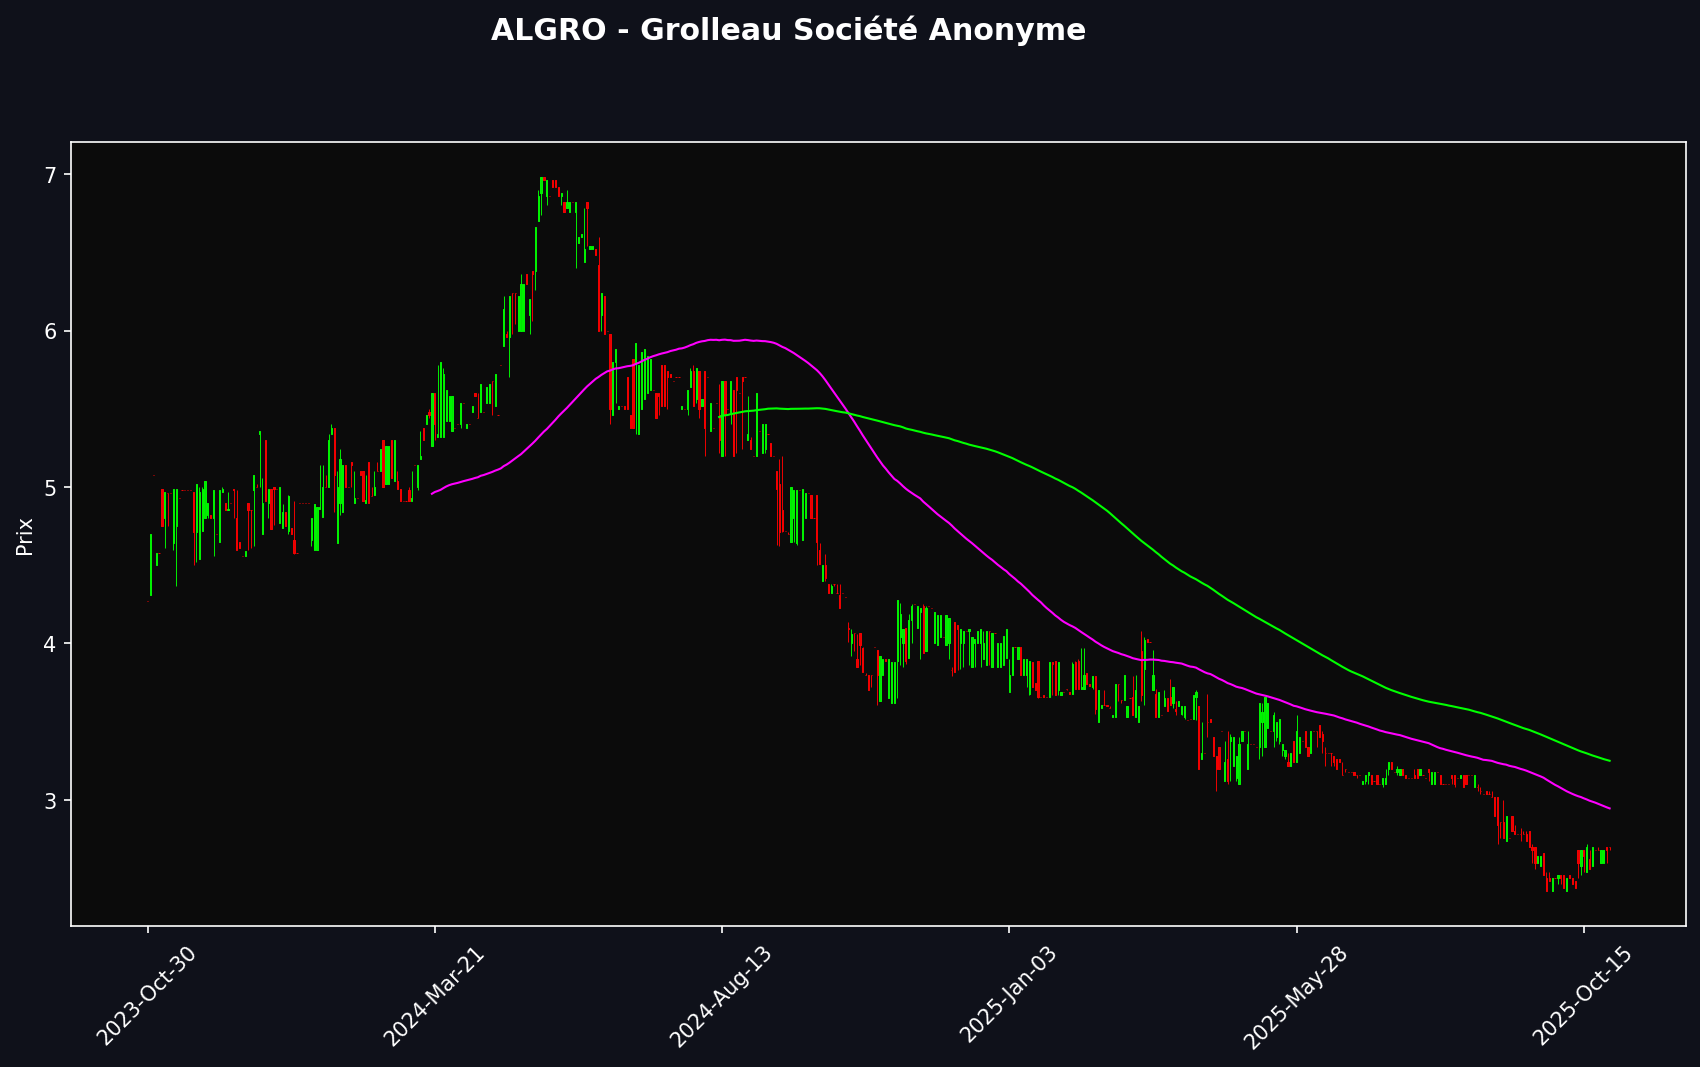 ALGRO - Grolleau Société Anonyme
Prix
7
6
5
4
3
2023-Oct-30
2024-Mar-21
2024-Aug-13
2025-Jan-03
2025-May-28
2025-Oct-15